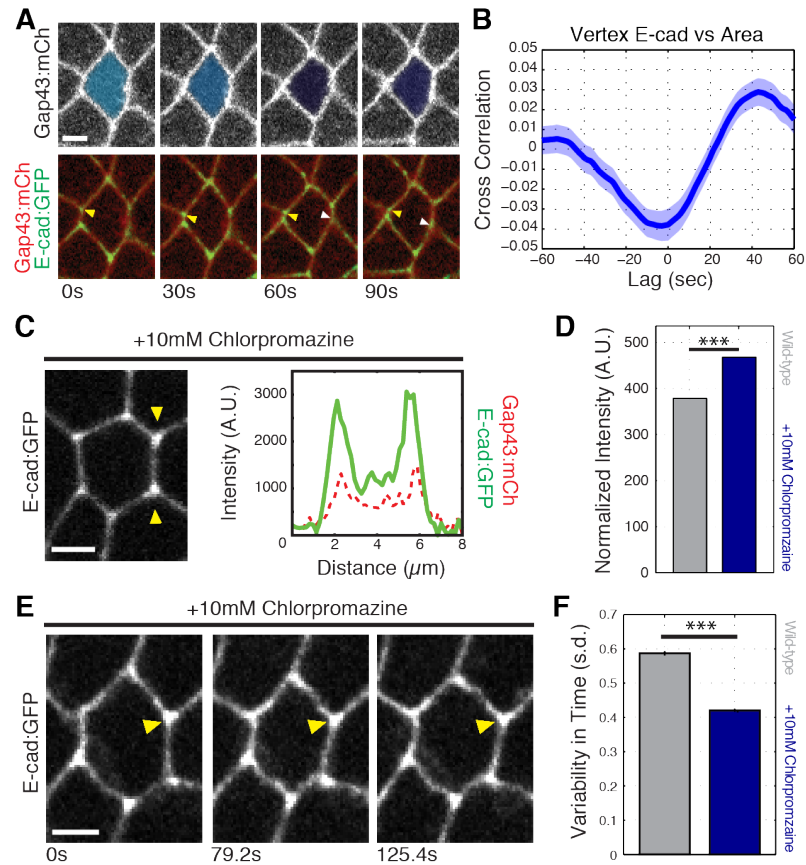 A
Gap43:mCh
Gap43:mCh
E-cad:GFP
0s
30s
60s
90s
B
Vertex E-cad vs Area
Cross Correlation
0.05
0.04
0.03
0.02
0.01
0
−0.01
−0.02
−0.03
−0.04
−0.05
−60
−40
−20
0
20
40
60
Lag (sec)
C
+10mM Chlorpromazine
E-cad:GFP
Intensity (A.U.)
3000
2000
1000
0
0
2
4
6
8
Distance (µm)
Gap43:mCh
E-cad:GFP
D
Normalized Intensity (A.U.)
500
400
300
200
100
0
***
Wild-type
+10mM Chlorpromzaine
E
+10mM Chlorpromazine
E-cad:GFP
0s
79.2s
125.4s
F
Variability in Time (s.d.)
0.7
0.6
0.5
0.4
0.3
0.2
0.1
0
***
Wild-type
+10mM Chlorpromzaine